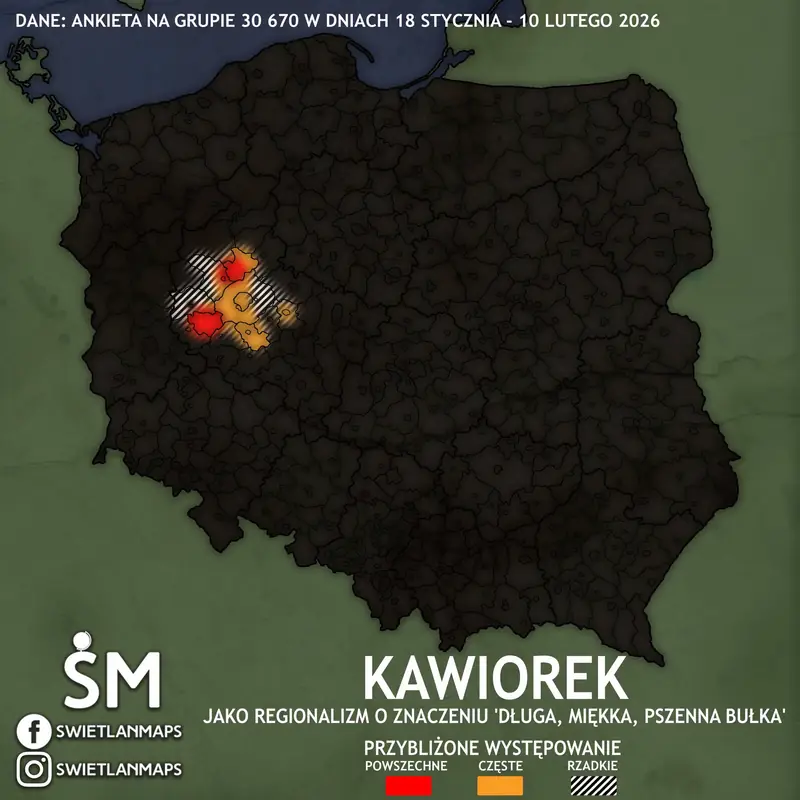 DANE: ANKIETA NA GRUPIE 30 670 W DNIACH 18 STYCZNIA - 10 LUTEGO 2026
ŚM
SWIETLANMAPS
SWIETLANMAPS
KAWIOREK
JAKO REGIONALIZM O ZNACZENIU 'DŁUGA, MIĘKKA, PSZENNA BUŁKA'
PRZYBLIŻONE WYSTĘPOWANIE
POWSZECHNE CZĘSTE RZADKIE